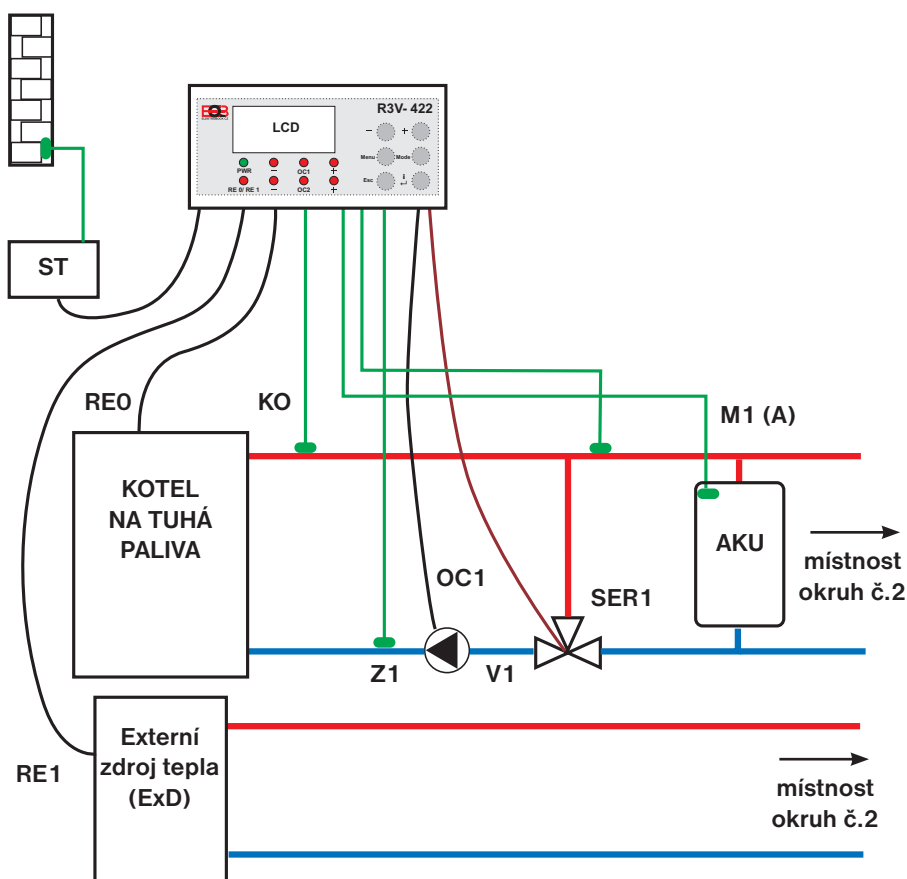 R3V- 422
LCD
−
+
PWR
−
OC1
+
Menu
Mode
RE 0/ RE 1
−
OC2
+
Esc
i
ST
RE0
KO
M1 (A)
KOTEL
NA TUHÁ
PALIVA
AKU
místnost
okruh č.2
OC1
SER1
Z1
V1
Externí
zdroj tepla
(ExD)
RE1
místnost
okruh č.2